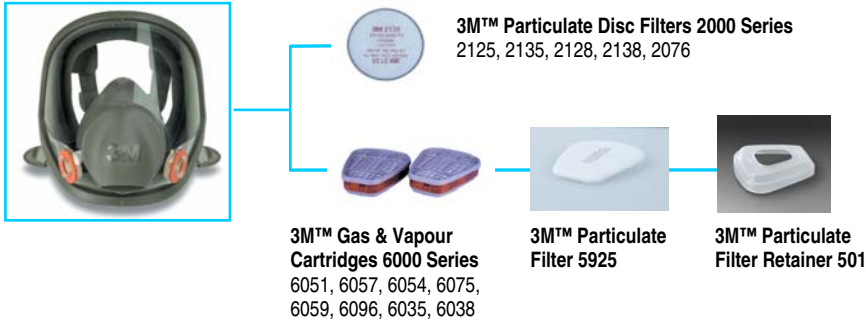 3M™ Particulate Disc Filters 2000 Series
2125, 2135, 2128, 2138, 2076
3M
3M™ Gas & Vapour
Cartridges 6000 Series
6051, 6057, 6054, 6075,
6059, 6096, 6035, 6038
3M™ Particulate
Filter 5925
3M™ Particulate
Filter Retainer 501